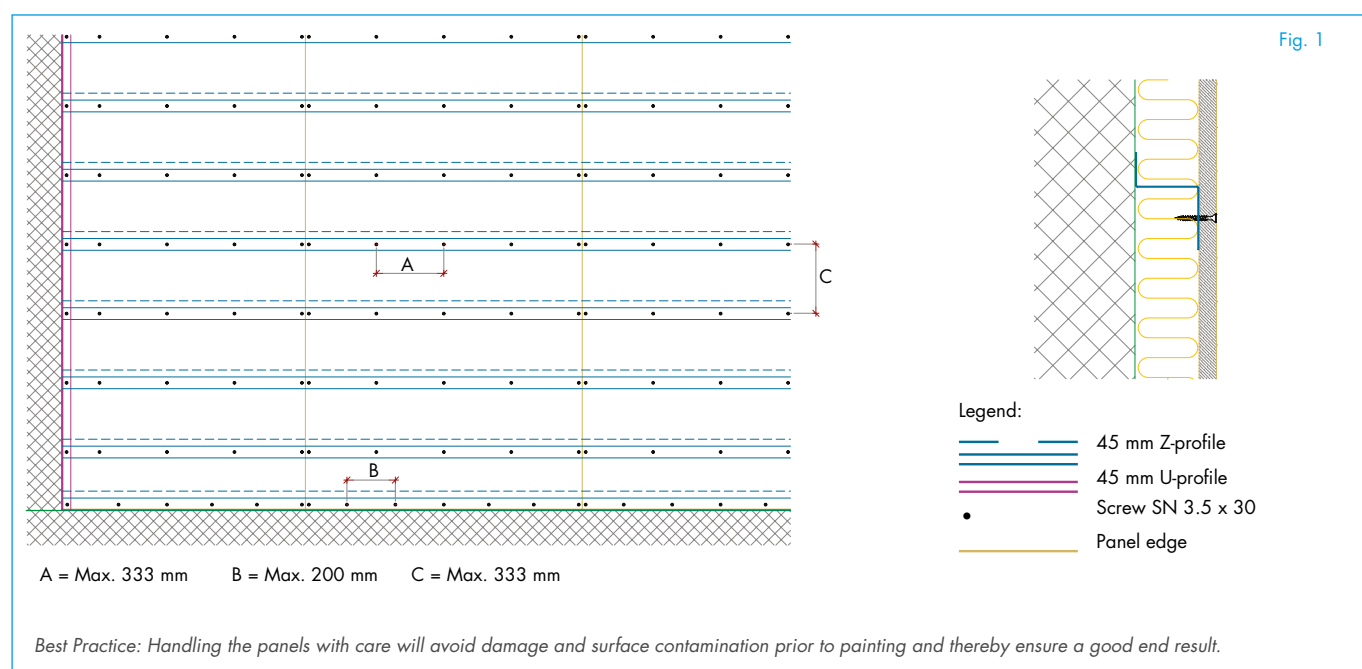 Fig. 1
A
C
B
Legend:
45 mm Z-profile
45 mm U-profile
Screw SN 3.5 x 30
Panel edge
A = Max. 333 mm B = Max. 200 mm C = Max. 333 mm
Best Practice: Handling the panels with care will avoid damage and surface contamination prior to painting and thereby ensure a good end result.